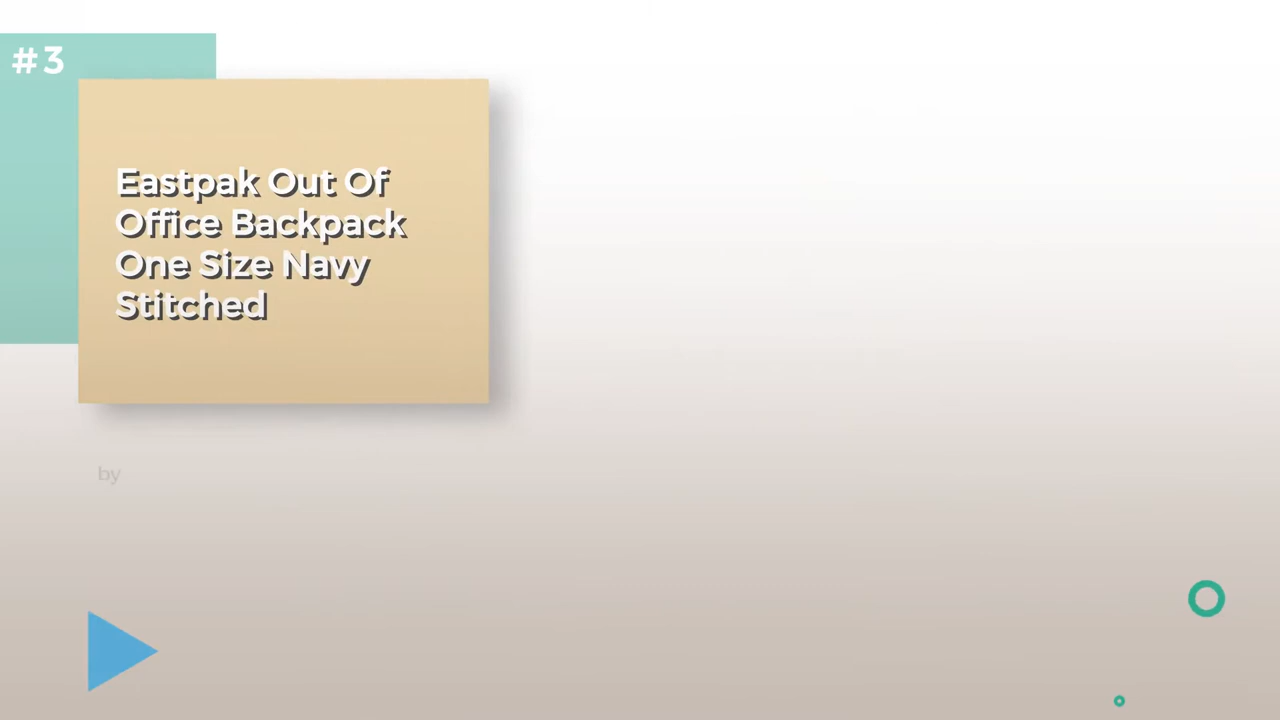 #3
Eastpak Out Of
Office Backpack
One Size Navy
Stitched
by